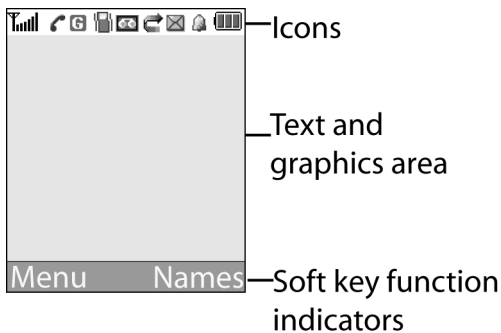 Icons
Text and
graphics area
Menu Names
Soft key function
indicators